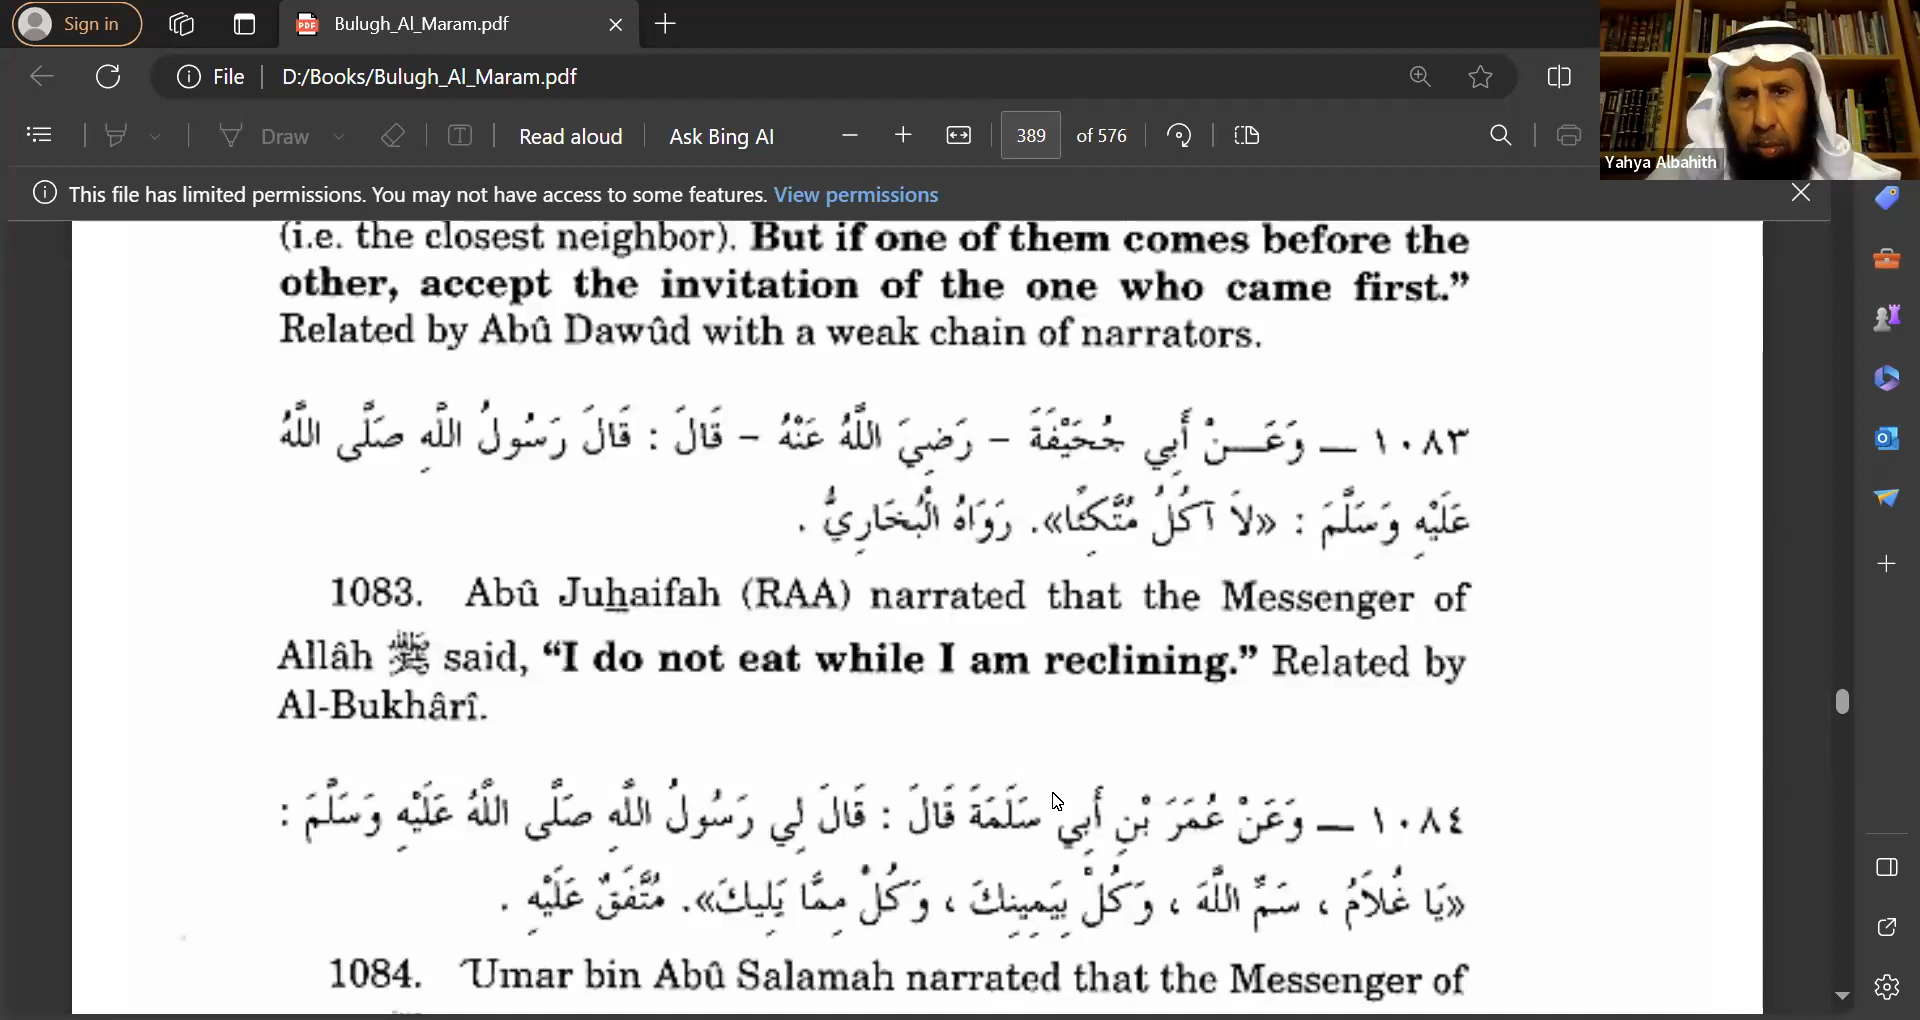 Sign in
Bulugh_Al_Maram.pdf
File
D:/Books/Bulugh_Al_Maram.pdf
Draw
Read aloud
Ask Bing AI
389 of 576
Yahya Albahith
This file has limited permissions. You may not have access to some features. View permissions
(i.e. the closest neighbor). But if one of them comes before the
other, accept the invitation of the one who came first.”
Related by Abû Dawûd with a weak chain of narrators.
١٠٨٣ ــ وَعَــنْ أَبِي جُحَيْفَةَ – رَضِيَ اللَّهُ عَنْهُ – قَالَ : قَالَ رَسُولُ اللَّهِ صَلَّى اللَّهُ
عَلَيْهِ وَسَلَّمَ : «لاَ آكُلُ مُتَّكِئًا». رَوَاهُ الْبُخَارِيُّ .
1083. Abû Juhaifah (RAA) narrated that the Messenger of
Allâh ﷺ said, “I do not eat while I am reclining.” Related by
Al-Bukhârî.
١٠٨٤ ــ وَعَنْ عُمَرَ بْنِ أَبِي سَلَمَةَ قَالَ : قَالَ لِي رَسُولُ اللَّهِ صَلَّى اللَّهُ عَلَيْهِ وَسَلَّمَ :
«يَا غُلاَمُ ، سَمِّ اللَّهَ ، وَكُلْ بِيَمِينِكَ ، وَكُلْ مِمَّا يَلِيكَ». مُتَّفَقٌ عَلَيْهِ .
1084. ‘Umar bin Abû Salamah narrated that the Messenger of